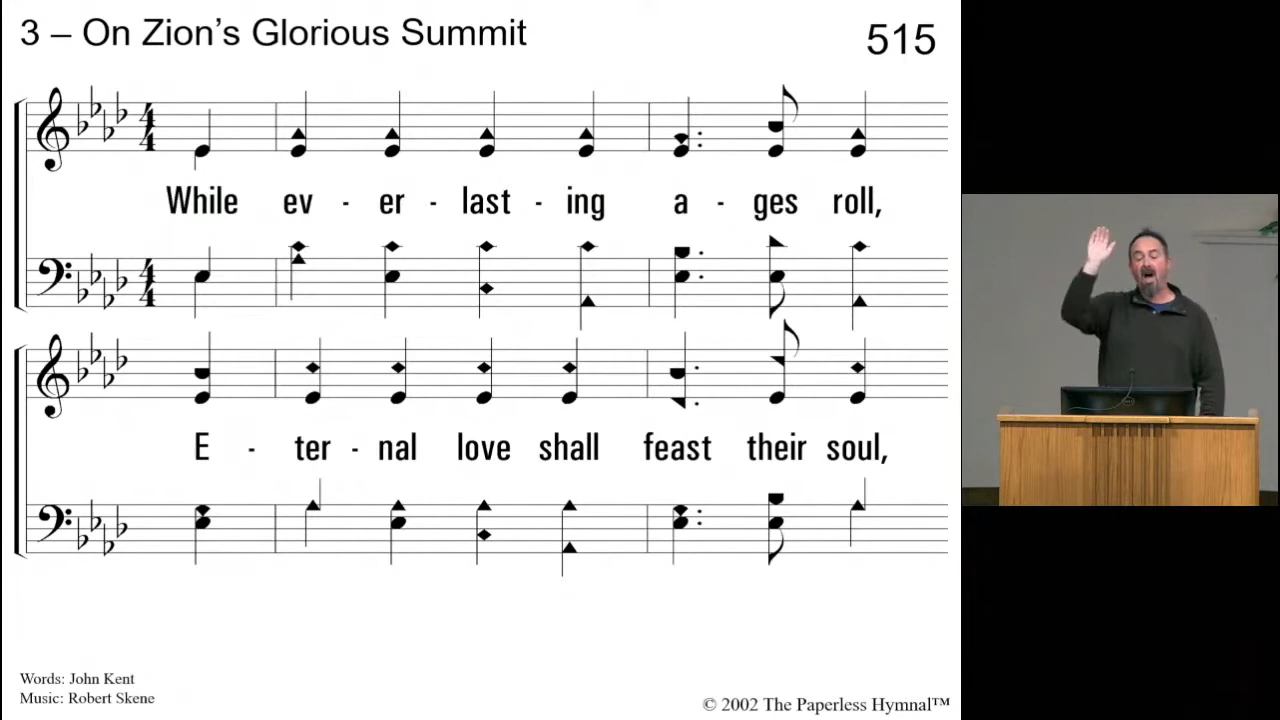 3 – On Zion's Glorious Summit
515
While ev - er - last - ing a - ges roll,
E - ter - nal love shall feast their soul,
Words: John Kent
Music: Robert Skene
© 2002 The Paperless Hymnal™